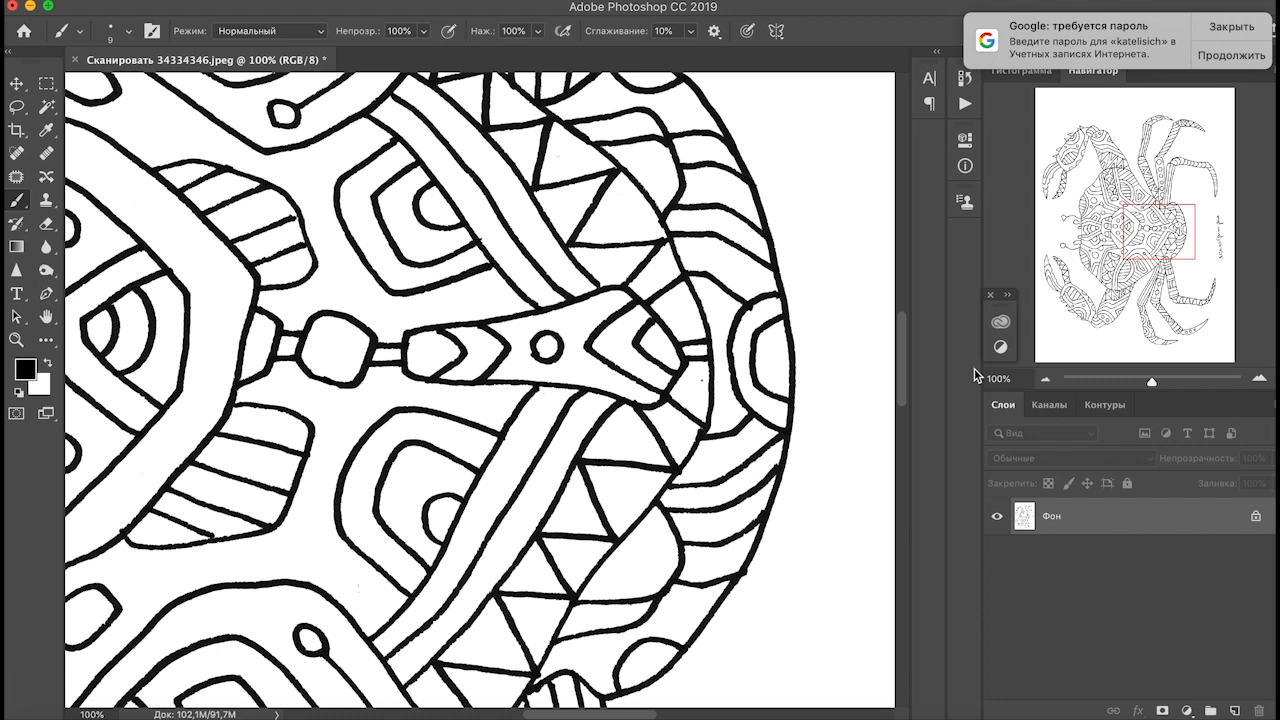 Adobe Photoshop CC 2019
Google: требуется пароль
Введите пароль для «katelisich» в
Учетных записях Интернета.
Закрыть
Продолжить
9
Режим: Нормальный
Непрозр.: 100%
Наж.: 100%
Сглаживание: 10%
Сканировать 34334346.jpeg @ 100% (RGB/8) *
Гистограмма
Навигатор
100%
Слои
Каналы
Контуры
Вид
Обычные
Непрозрачность: 100%
Закрепить:
Заливка: 100%
Фон
fx
100%
Док: 102,1M/91,7M